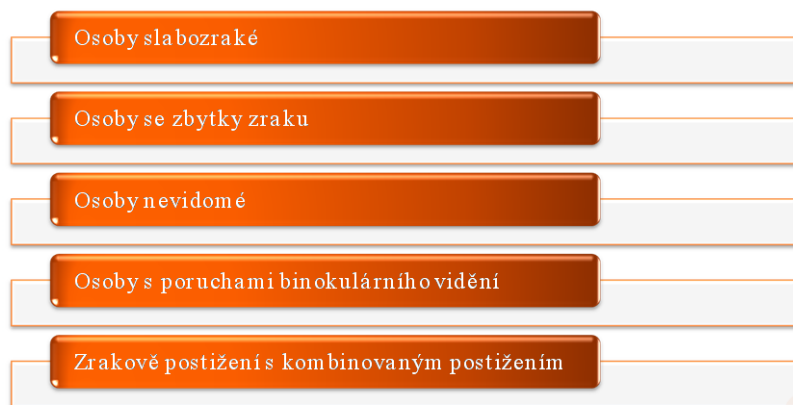 Osoby slabozraké
Osoby se zbytky zraku
Osoby nevidomé
Osoby s poruchami binokulárního vidění
Zrakově postižení s kombinovaným postižením